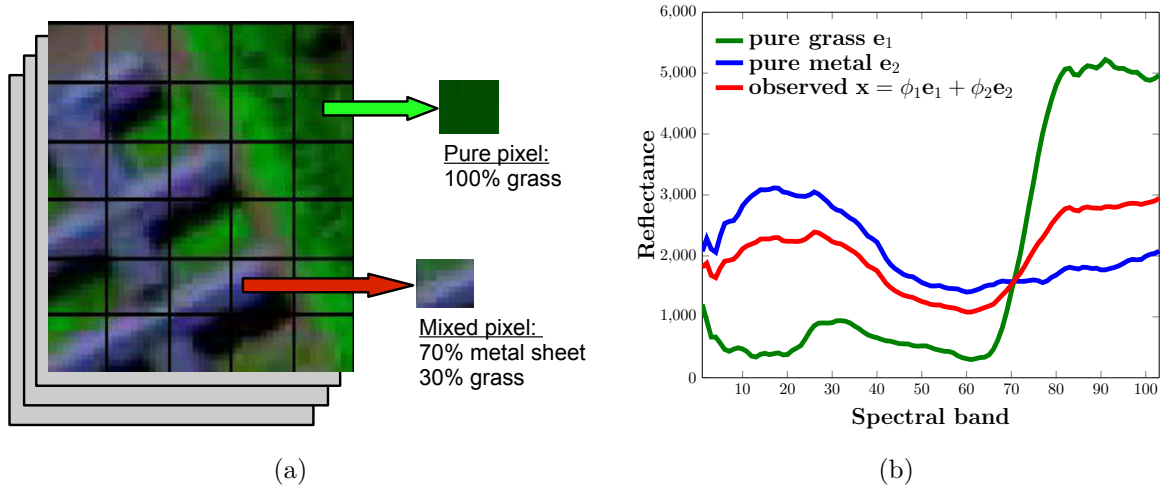 Pure pixel:
100% grass
Mixed pixel:
70% metal sheet
30% grass
(a)
6,000
5,000
4,000
3,000
2,000
1,000
0
Reflectance
pure grass e₁
pure metal e₂
observed x = ϕ₁e₁ + ϕ₂e₂
10 20 30 40 50 60 70 80 90 100
Spectral band
(b)